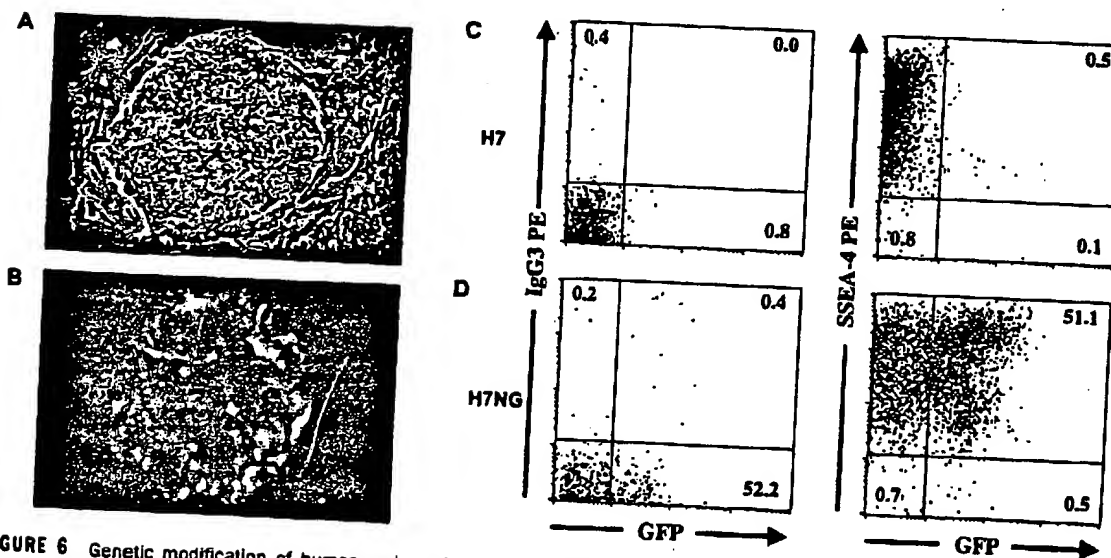 A
B
C
H7
IgG3 PE
0.4
0.0
0.8
SSEA-4 PE
0.5
0.8
0.1
D
H7NG
0.2
0.4
52.2
51.1
0.7
0.5
GFP
GFP
GURE 6 Genetic modification of human